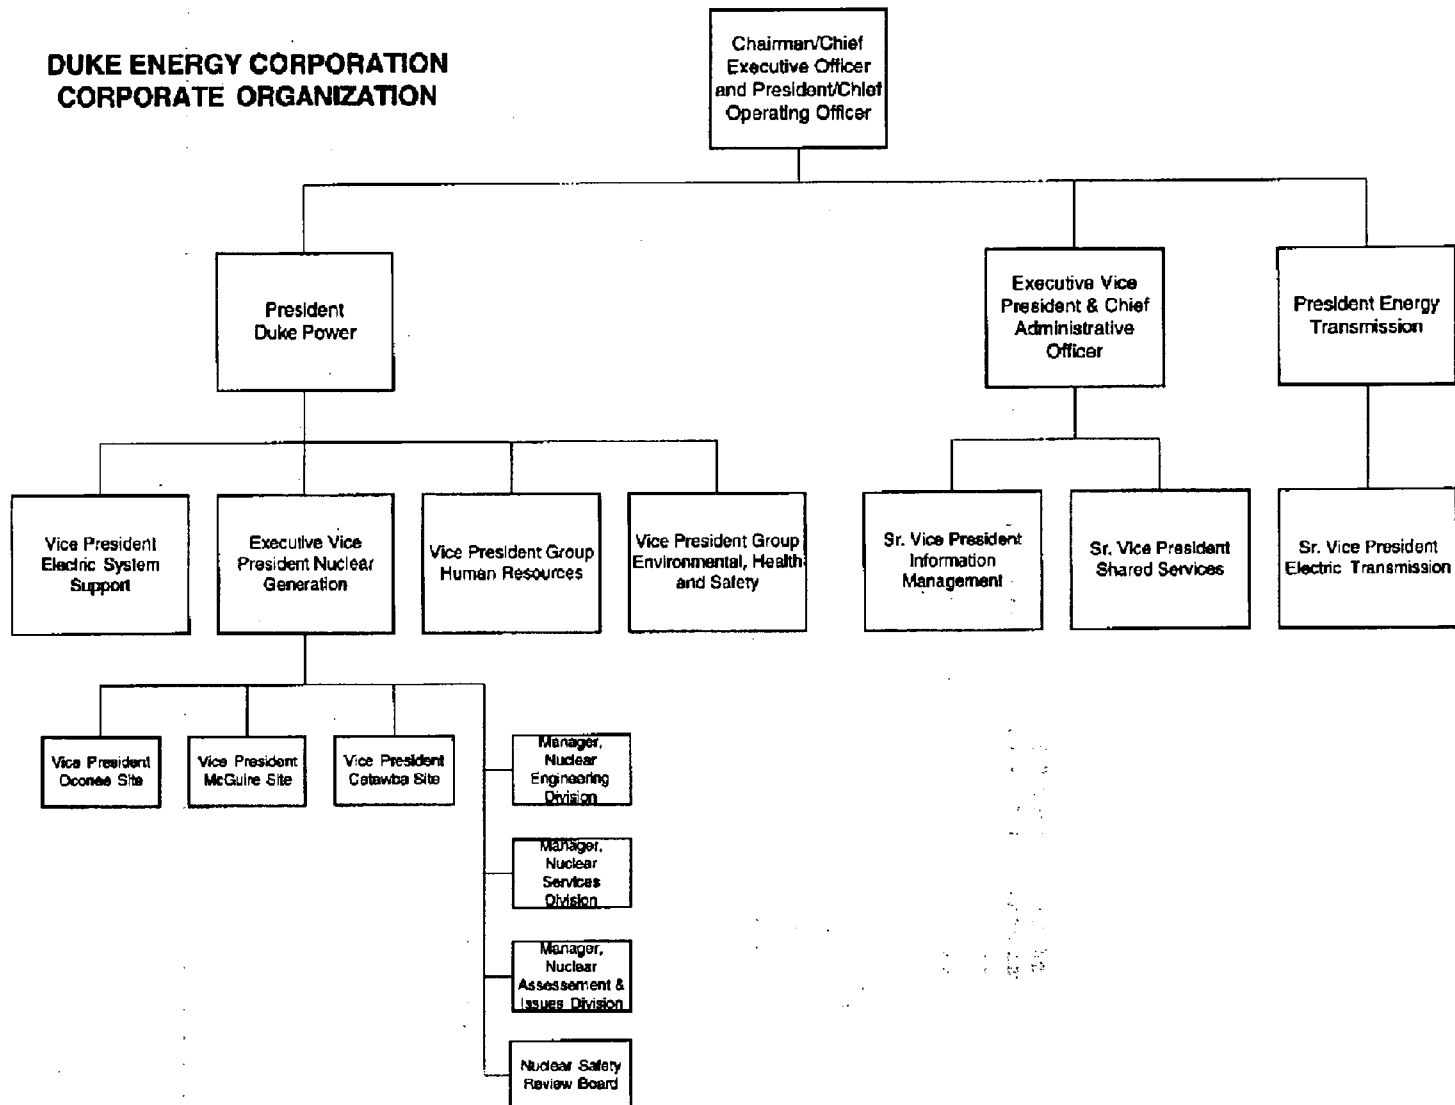 DUKE ENERGY CORPORATION
CORPORATE ORGANIZATION
Chairman/Chief
Executive Officer
and President/Chief
Operating Officer
President
Duke Power
Executive Vice
President & Chief
Administrative
Officer
President Energy
Transmission
Vice President
Electric System
Support
Executive Vice
President Nuclear
Generation
Vice President Group
Human Resources
Vice President Group
Environmental, Health
and Safety
Sr. Vice President
Information
Management
Sr. Vice President
Shared Services
Sr. Vice President
Electric Transmission
Vice President
Oconee Site
Vice President
McGuire Site
Vice President
Catawba Site
Manager,
Nuclear
Engineering
Division
Manager,
Nuclear
Services
Division
Manager,
Nuclear
Assessment &
Issues Division
Nuclear Safety
Review Board